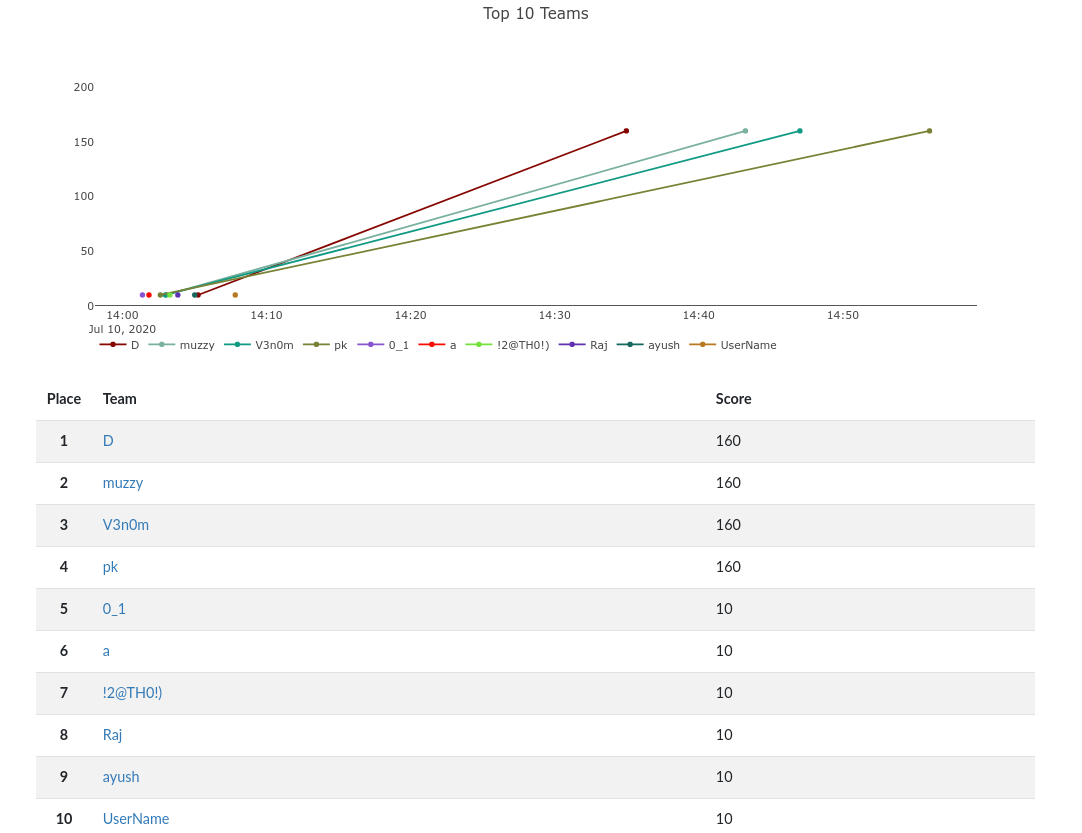 Top 10 Teams
200
150
100
50
0
14:00 14:10 14:20 14:30 14:40 14:50
Jul 10, 2020
D muzzy V3n0m pk 0_1 a !2@TH0!) Raj ayush UserName
Place Team Score
1 D 160
2 muzzy 160
3 V3n0m 160
4 pk 160
5 0_1 10
6 a 10
7 !2@TH0!) 10
8 Raj 10
9 ayush 10
10 UserName 10